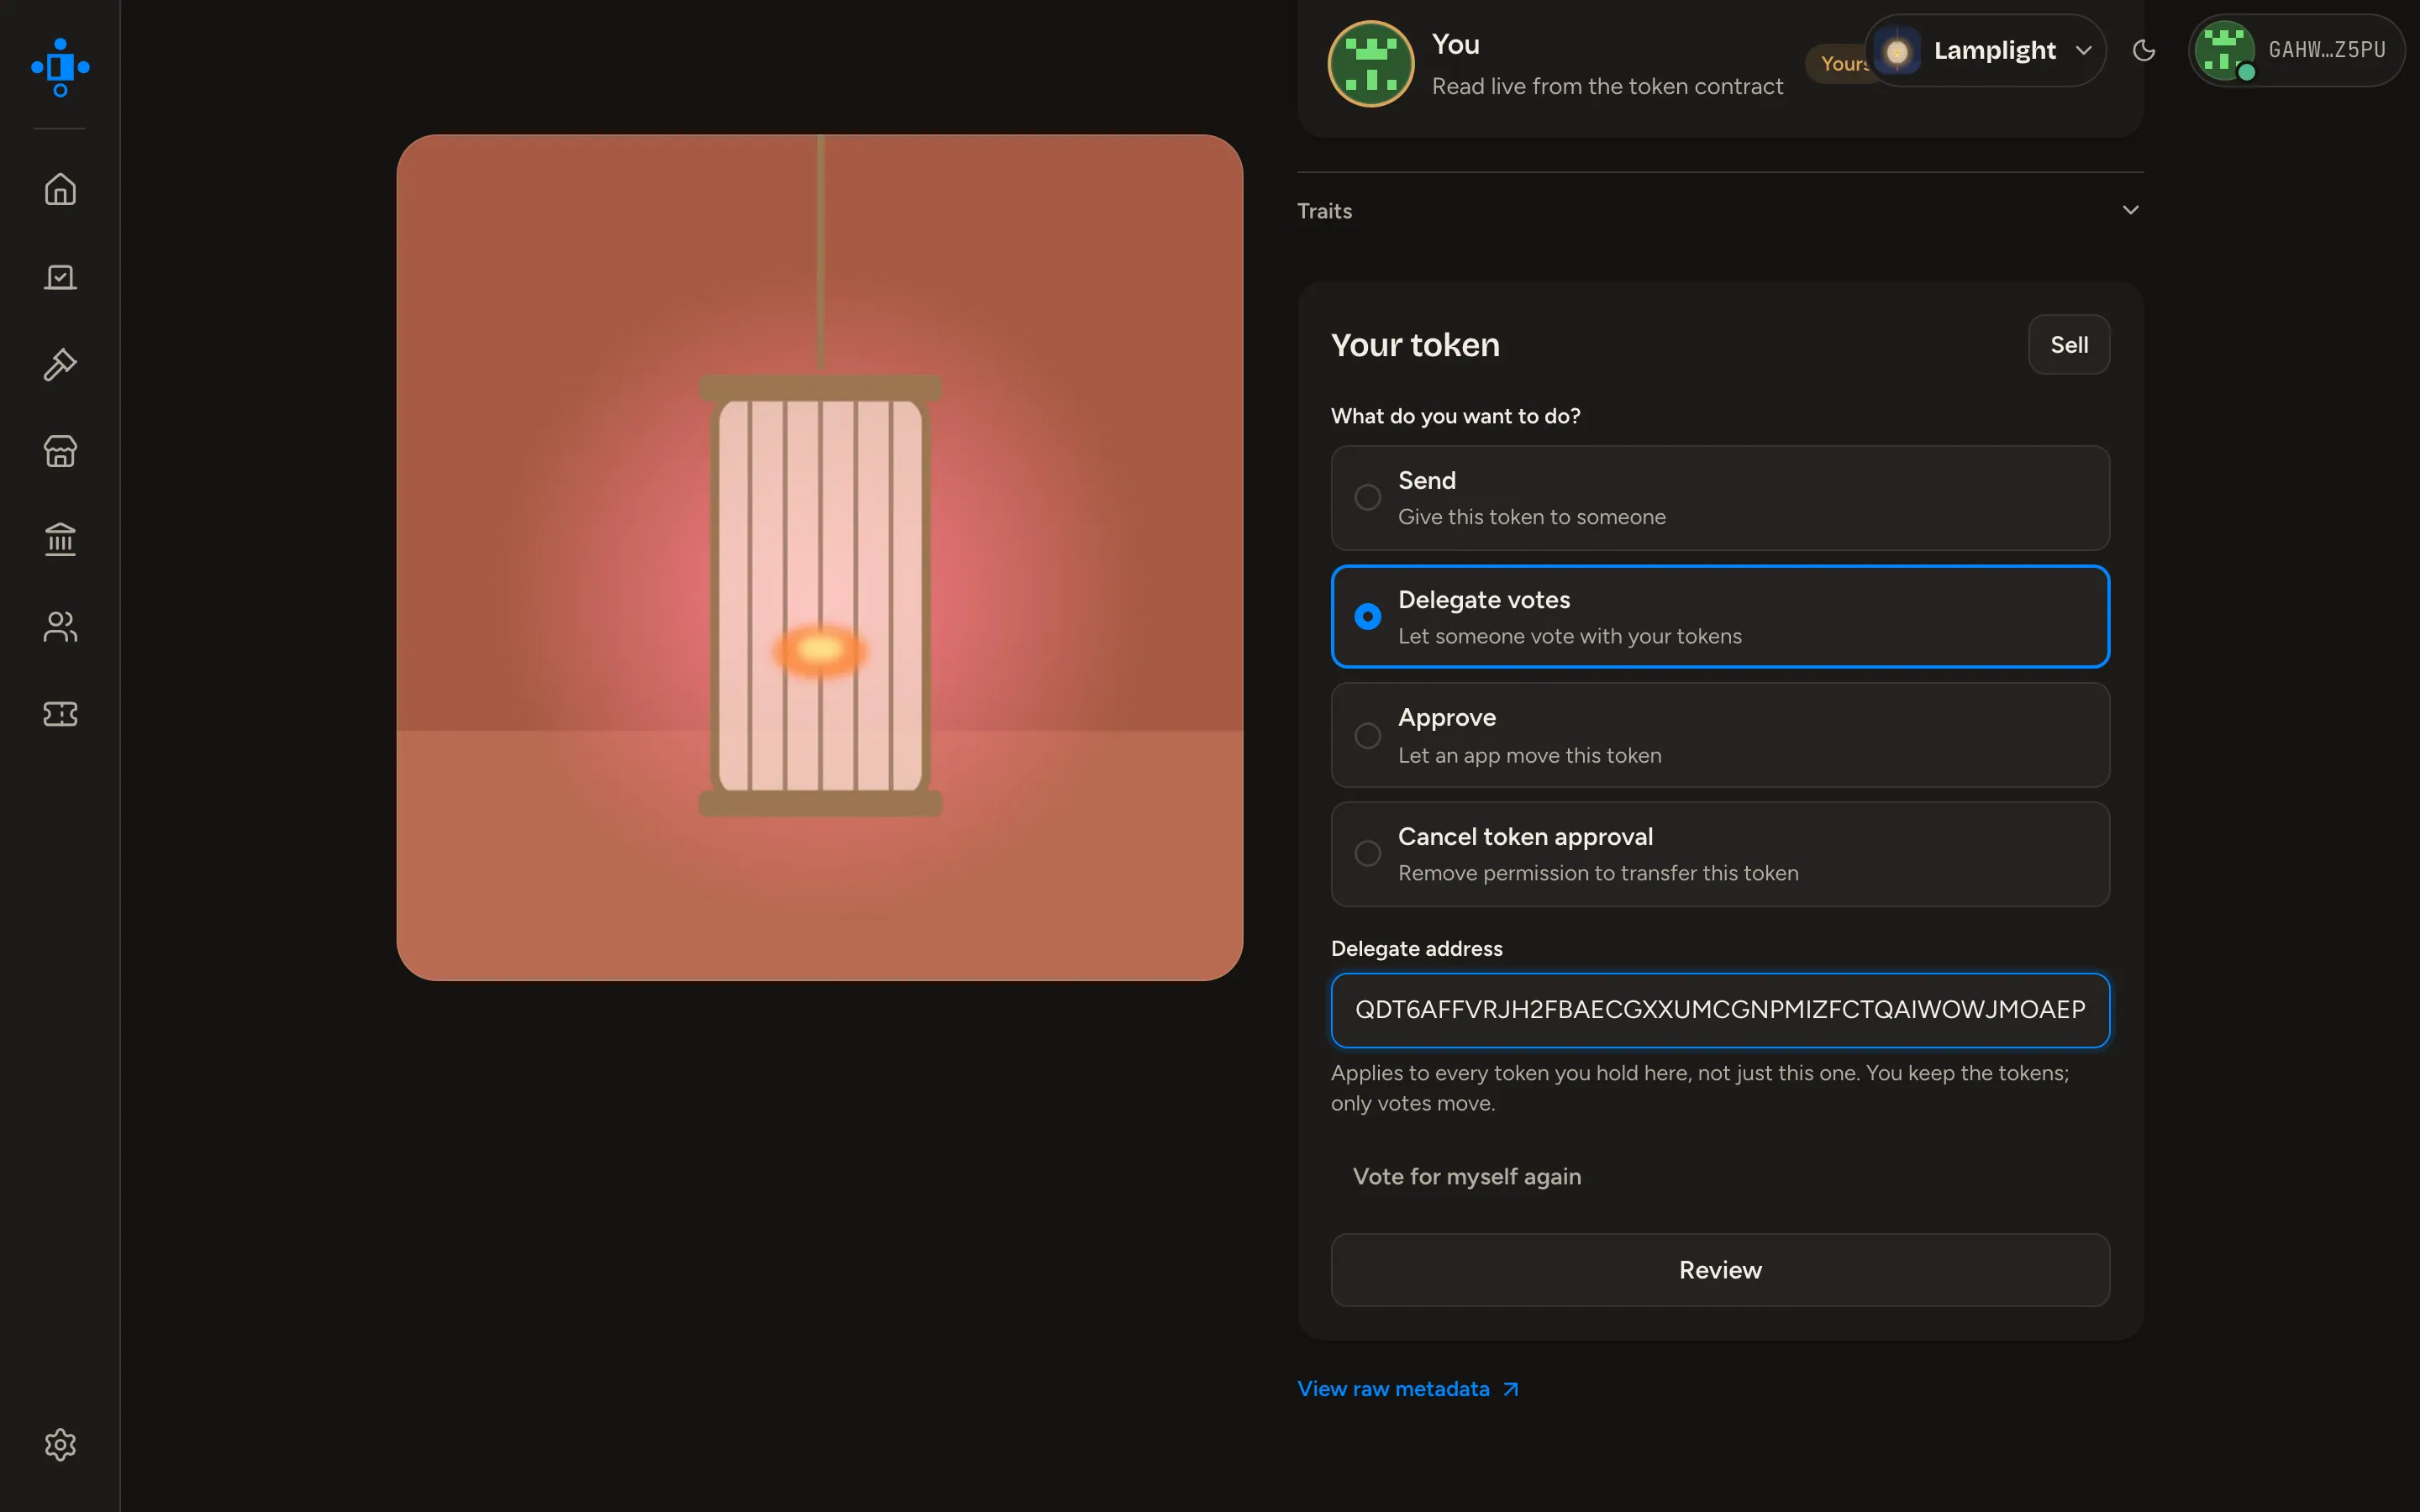 You
Read live from the token contract
Yours
Lamplight
GAHW...Z5PU
Traits
Your token
Sell
What do you want to do?
Send
Give this token to someone
Delegate votes
Let someone vote with your tokens
Approve
Let an app move this token
Cancel token approval
Remove permission to transfer this token
Delegate address
QDT6AFFVRJH2FBAECGXXUMCGNPMIZFCTQAIWOWJMOAEP
Applies to every token you hold here, not just this one. You keep the tokens;
only votes move.
Vote for myself again
Review
View raw metadata